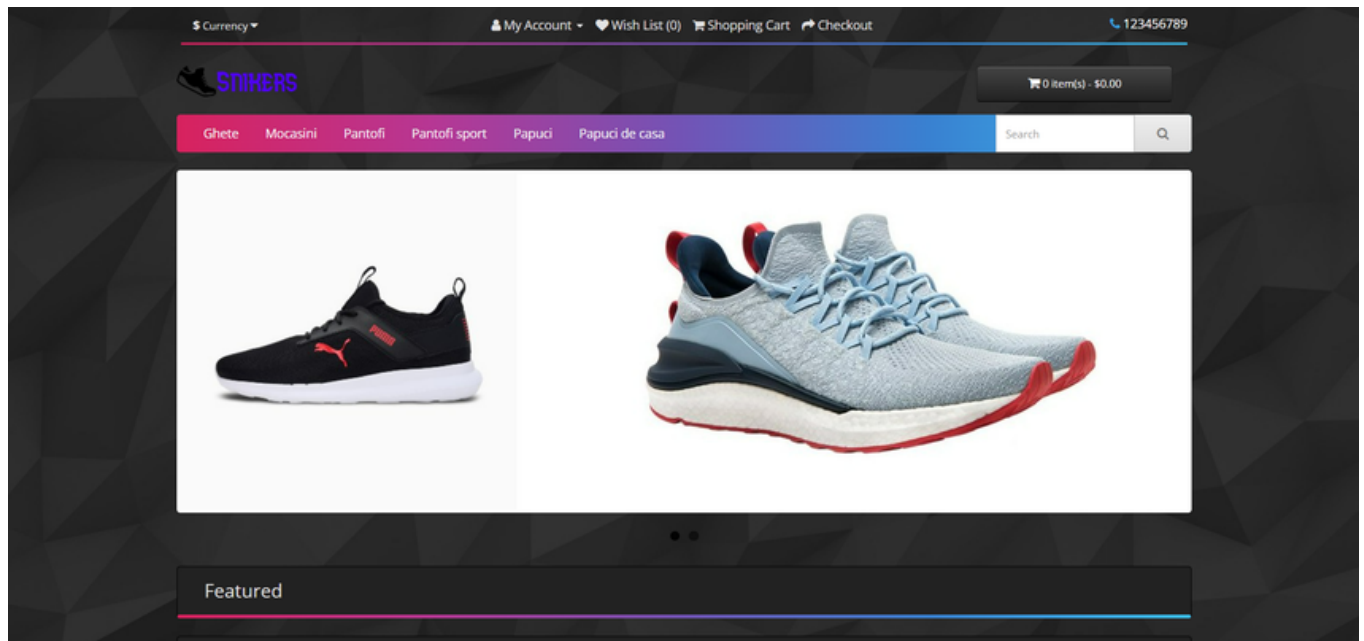 $ Currency
My Account
Wish List (0)
Shopping Cart
Checkout
123456789
SNIKERS
0 item(s) - $0.00
Ghete
Mocasini
Pantofi
Pantofi sport
Papuci
Papuci de casa
Search
PUMA
Featured